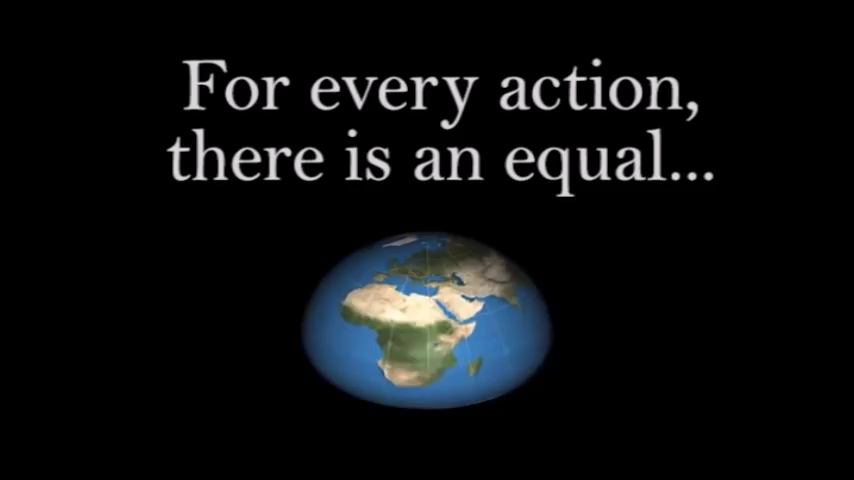 For every action,
there is an equal...